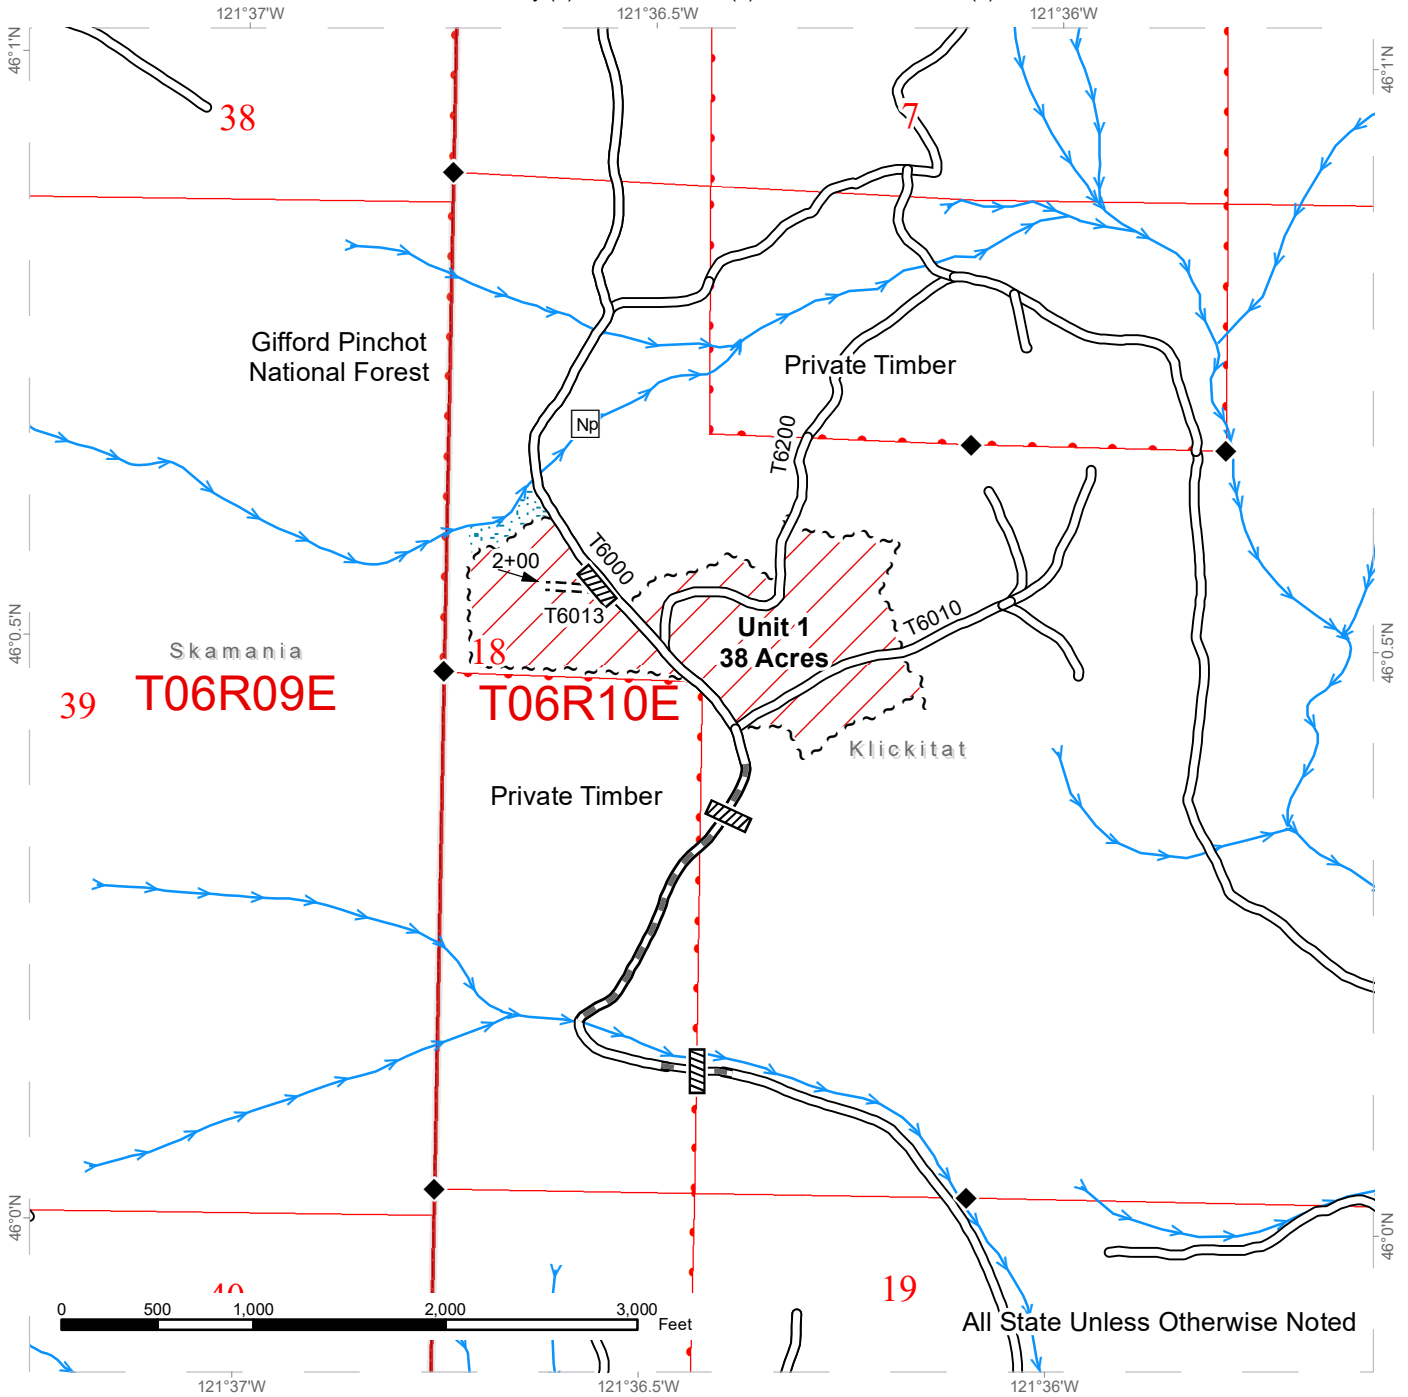 121°37'W
121°36.5'W
121°36'W
46°1'N
46°1'N
38
7
Gifford Pinchot
National Forest
Private Timber
Np
T6200
T6000
2+00
T6013
Unit 1
38 Acres
T6010
46°0.5'N
46°0.5'N
18
Skamania
T06R09E
T06R10E
39
Klickitat
Private Timber
46°0'N
46°0'N
19
0
500
1,000
2,000
3,000
Feet
All State Unless Otherwise Noted
121°37'W
121°36.5'W
121°36'W